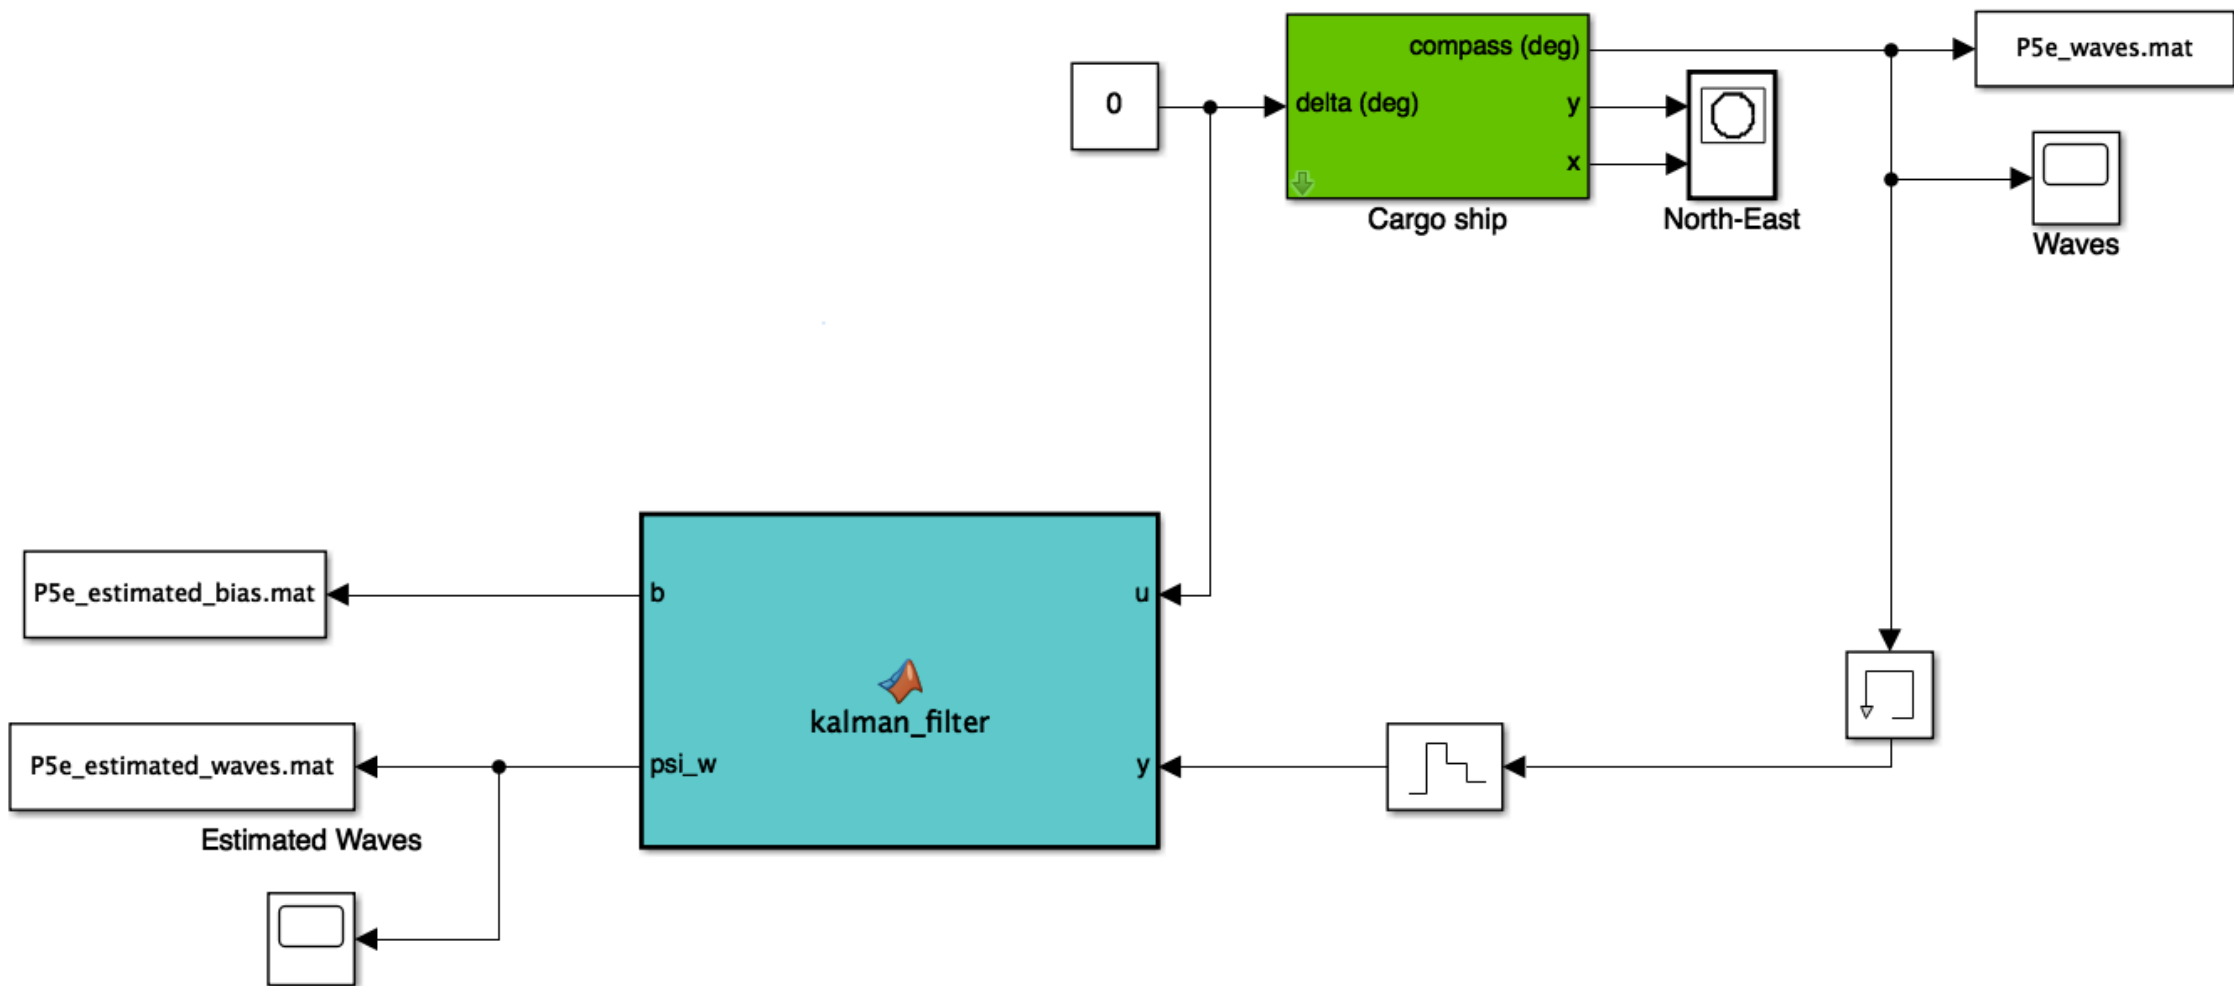 compass (deg)
P5e_waves.mat
0
delta (deg)
y
x
Cargo ship
North-East
Waves
P5e_estimated_bias.mat
b
u
kalman_filter
P5e_estimated_waves.mat
psi_w
y
Estimated Waves